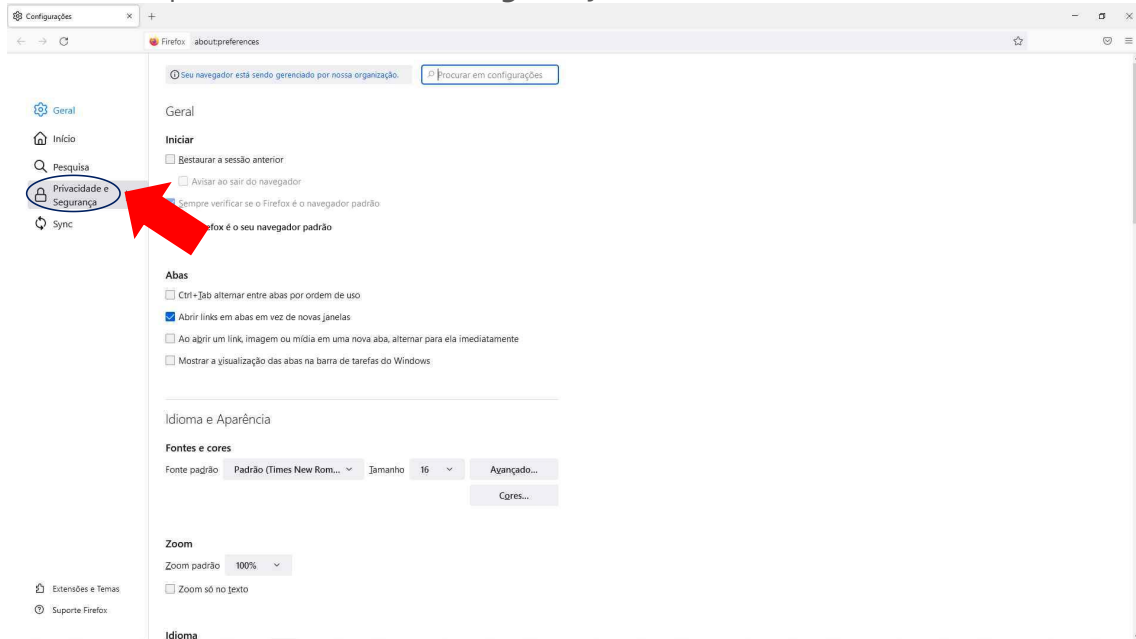 Configurações
Firefox about:preferences
Seu navegador está sendo gerenciado por nossa organização.
Procurar em configurações
Geral
Início
Pesquisa
Privacidade e
Segurança
Sync
Extensões e Temas
Suporte Firefox
Geral
Iniciar
Restaurar a sessão anterior
Avisar ao sair do navegador
Sempre verificar se o Firefox é o navegador padrão
é o seu navegador padrão
Abas
Ctrl+Tab alternar entre abas por ordem de uso
Abrir links em abas em vez de novas janelas
Ao abrir um link, imagem ou mídia em uma nova aba, alternar para ela imediatamente
Mostrar a visualização das abas na barra de tarefas do Windows
Idioma e Aparência
Fontes e cores
Fonte padrão Padrão (Times New Rom... Tamanho 16 Avançado...
Cores...
Zoom
Zoom padrão 100%
Zoom só no texto
Idioma